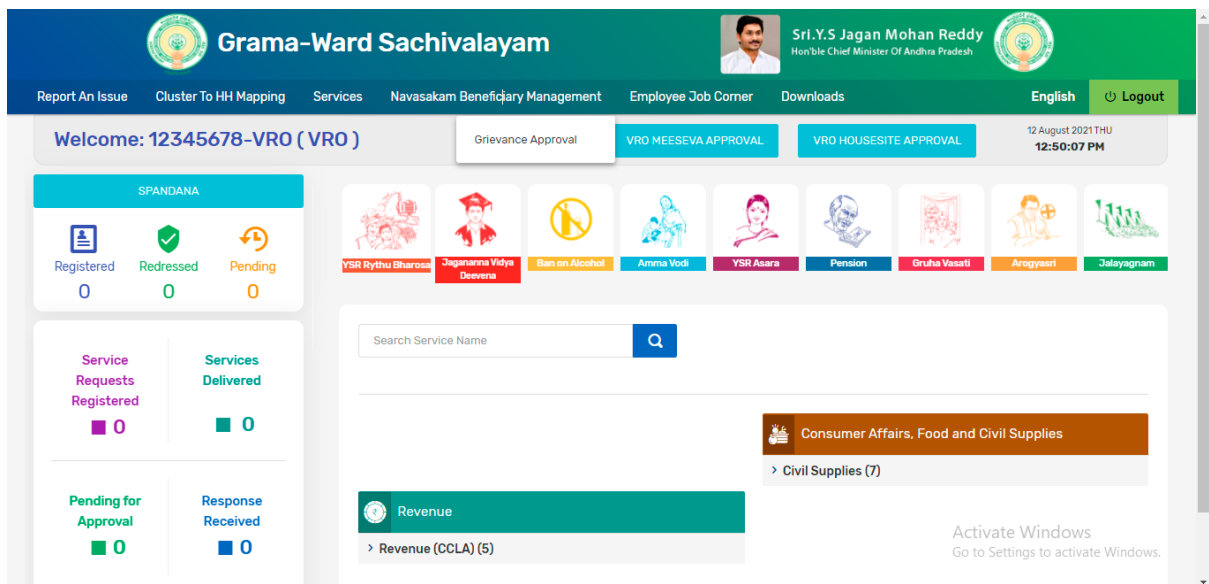 Grama-Ward Sachivalayam
Sri.Y.S Jagan Mohan Reddy
Hon'ble Chief Minister Of Andhra Pradesh
Report An Issue
Cluster To HH Mapping
Services
Navasakam Beneficiary Management
Employee Job Corner
Downloads
English
Logout
Welcome: 12345678-VRO ( VRO )
Grievance Approval
VRO MEESEVA APPROVAL
VRO HOUSESITE APPROVAL
12 August 2021 THU
12:50:07 PM
SPANDANA
Registered
0
Redressed
0
Pending
0
YSR Rythu Bharosa
Jagananna Vidya
Deevena
Ban on Alcohol
Amma Vodi
YSR Asara
Pension
Gruha Vasati
Arogyasri
Jalayagnam
Service
Requests
Registered
0
Services
Delivered
0
Pending for
Approval
0
Response
Received
0
Search Service Name
Consumer Affairs, Food and Civil Supplies
Civil Supplies (7)
Revenue
Revenue (CCLA) (5)
Activate Windows
Go to Settings to activate Windows.